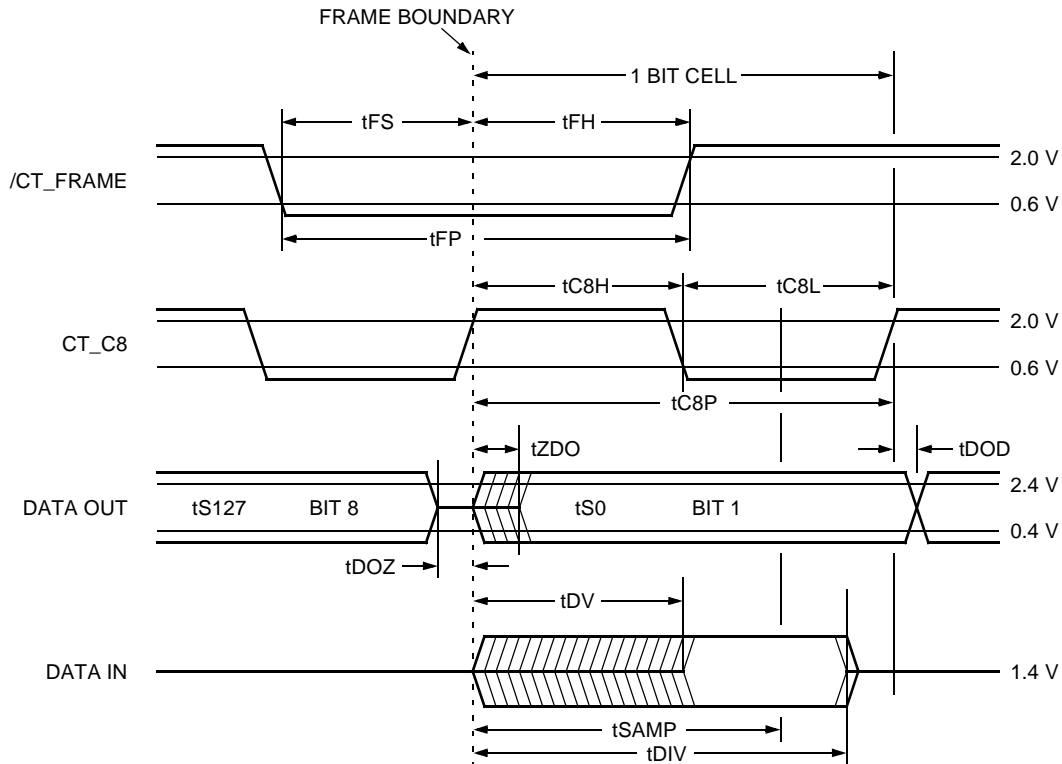 FRAME BOUNDARY
1 BIT CELL
tFS
tFH
/CT_FRAME
2.0 V
0.6 V
tFP
tC8H
tC8L
CT_C8
2.0 V
0.6 V
tC8P
tZDO
tDOD
DATA OUT
tS127
BIT 8
tS0
BIT 1
2.4 V
0.4 V
tDOZ
tDV
DATA IN
1.4 V
tSAMP
tDIV